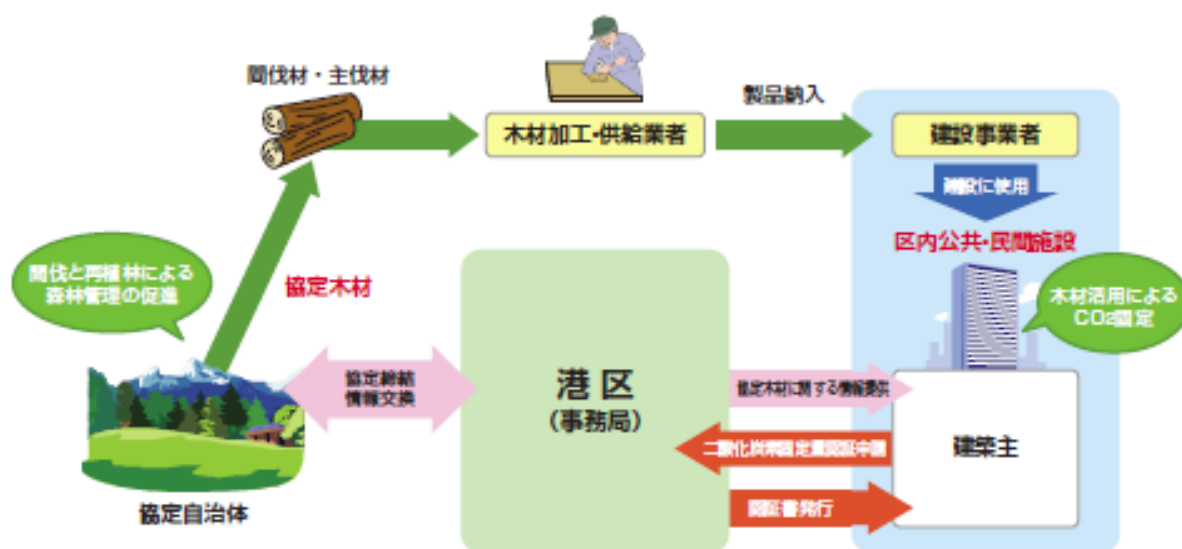 間伐材・主伐材
木材加工・供給業者
製品納入
建設事業者
建設に使用
区内公共・民間施設
間伐と再植林による
森林管理の促進
協定木材
木材活用による
CO₂固定
協定締結
情報交換
港区
(事務局)
協定木材に関する情報提供
二酸化炭素固定量認証申請
認証書発行
建築主
協定自治体